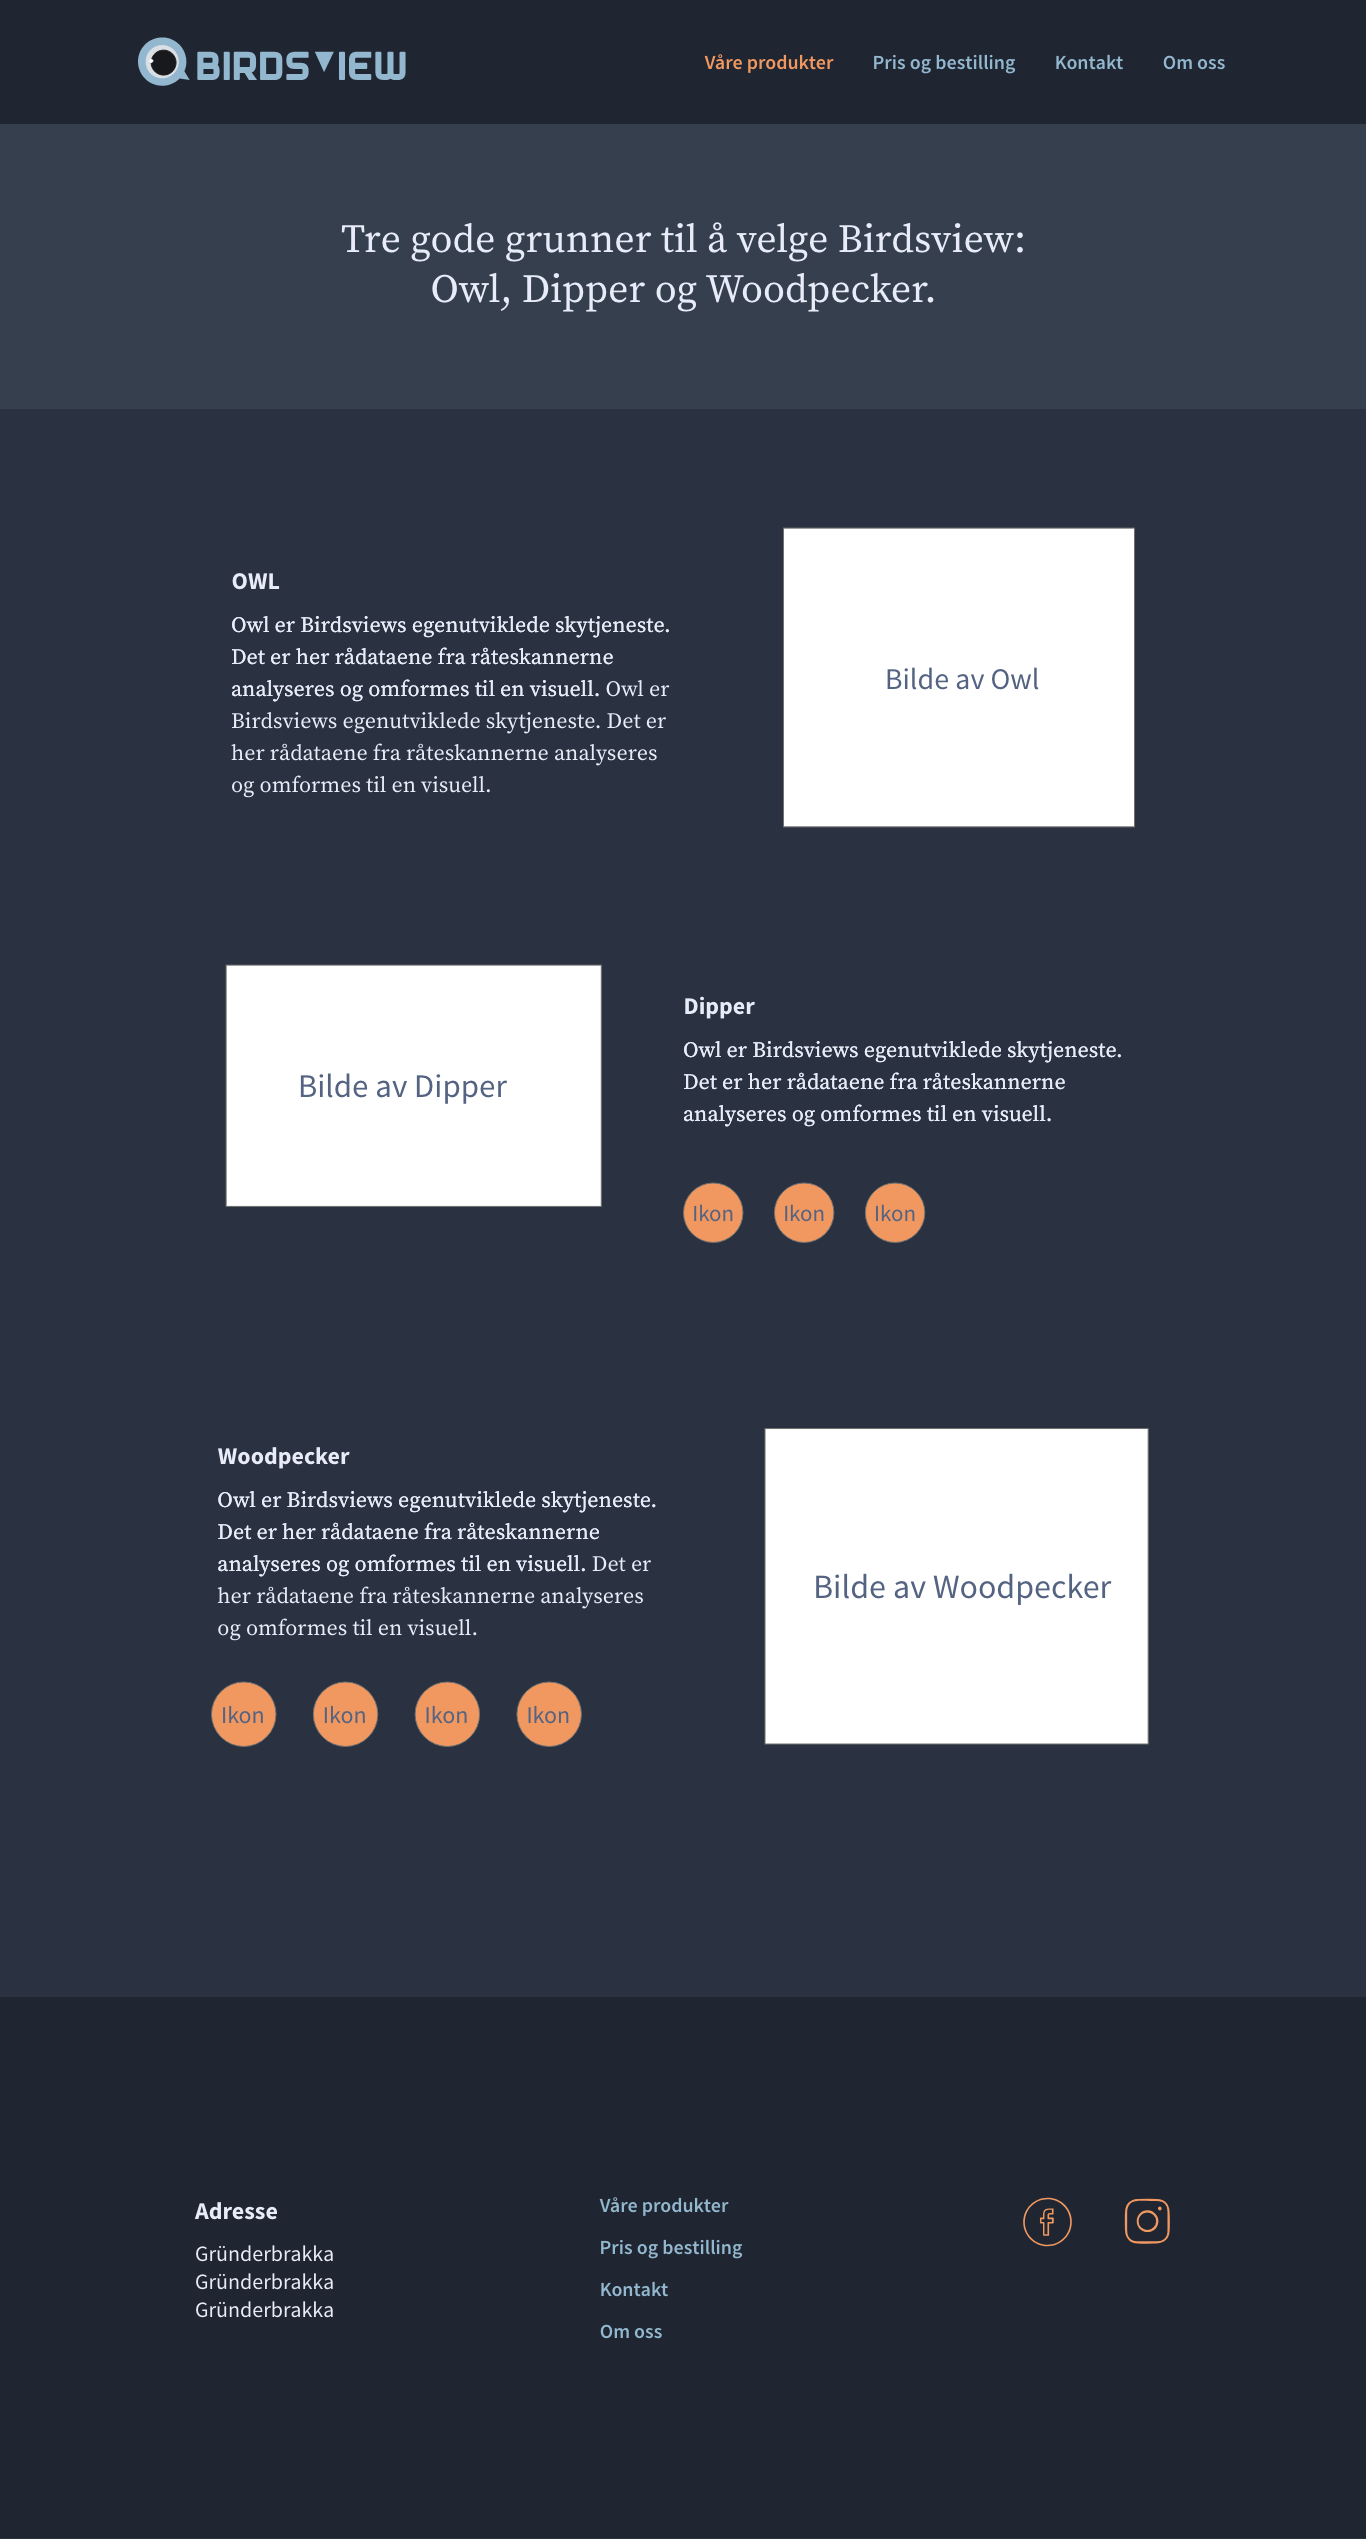 BIRDSVIEW
Våre produkter
Pris og bestilling
Kontakt
Om oss
Tre gode grunner til å velge Birdsview:
Owl, Dipper og Woodpecker.
OWL
Owl er Birdsviews egenutviklede skytjeneste.
Det er her rådataene fra råteskannerne
analyseres og omformes til en visuell. Owl er
Birdsviews egenutviklede skytjeneste. Det er
her rådataene fra råteskannerne analyseres
og omformes til en visuell.
Bilde av Owl
Bilde av Dipper
Dipper
Owl er Birdsviews egenutviklede skytjeneste.
Det er her rådataene fra råteskannerne
analyseres og omformes til en visuell.
Ikon
Ikon
Ikon
Woodpecker
Owl er Birdsviews egenutviklede skytjeneste.
Det er her rådataene fra råteskannerne
analyseres og omformes til en visuell. Det er
her rådataene fra råteskannerne analyseres
og omformes til en visuell.
Ikon
Ikon
Ikon
Ikon
Bilde av Woodpecker
Adresse
Gründerbrakka
Gründerbrakka
Gründerbrakka
Våre produkter
Pris og bestilling
Kontakt
Om oss